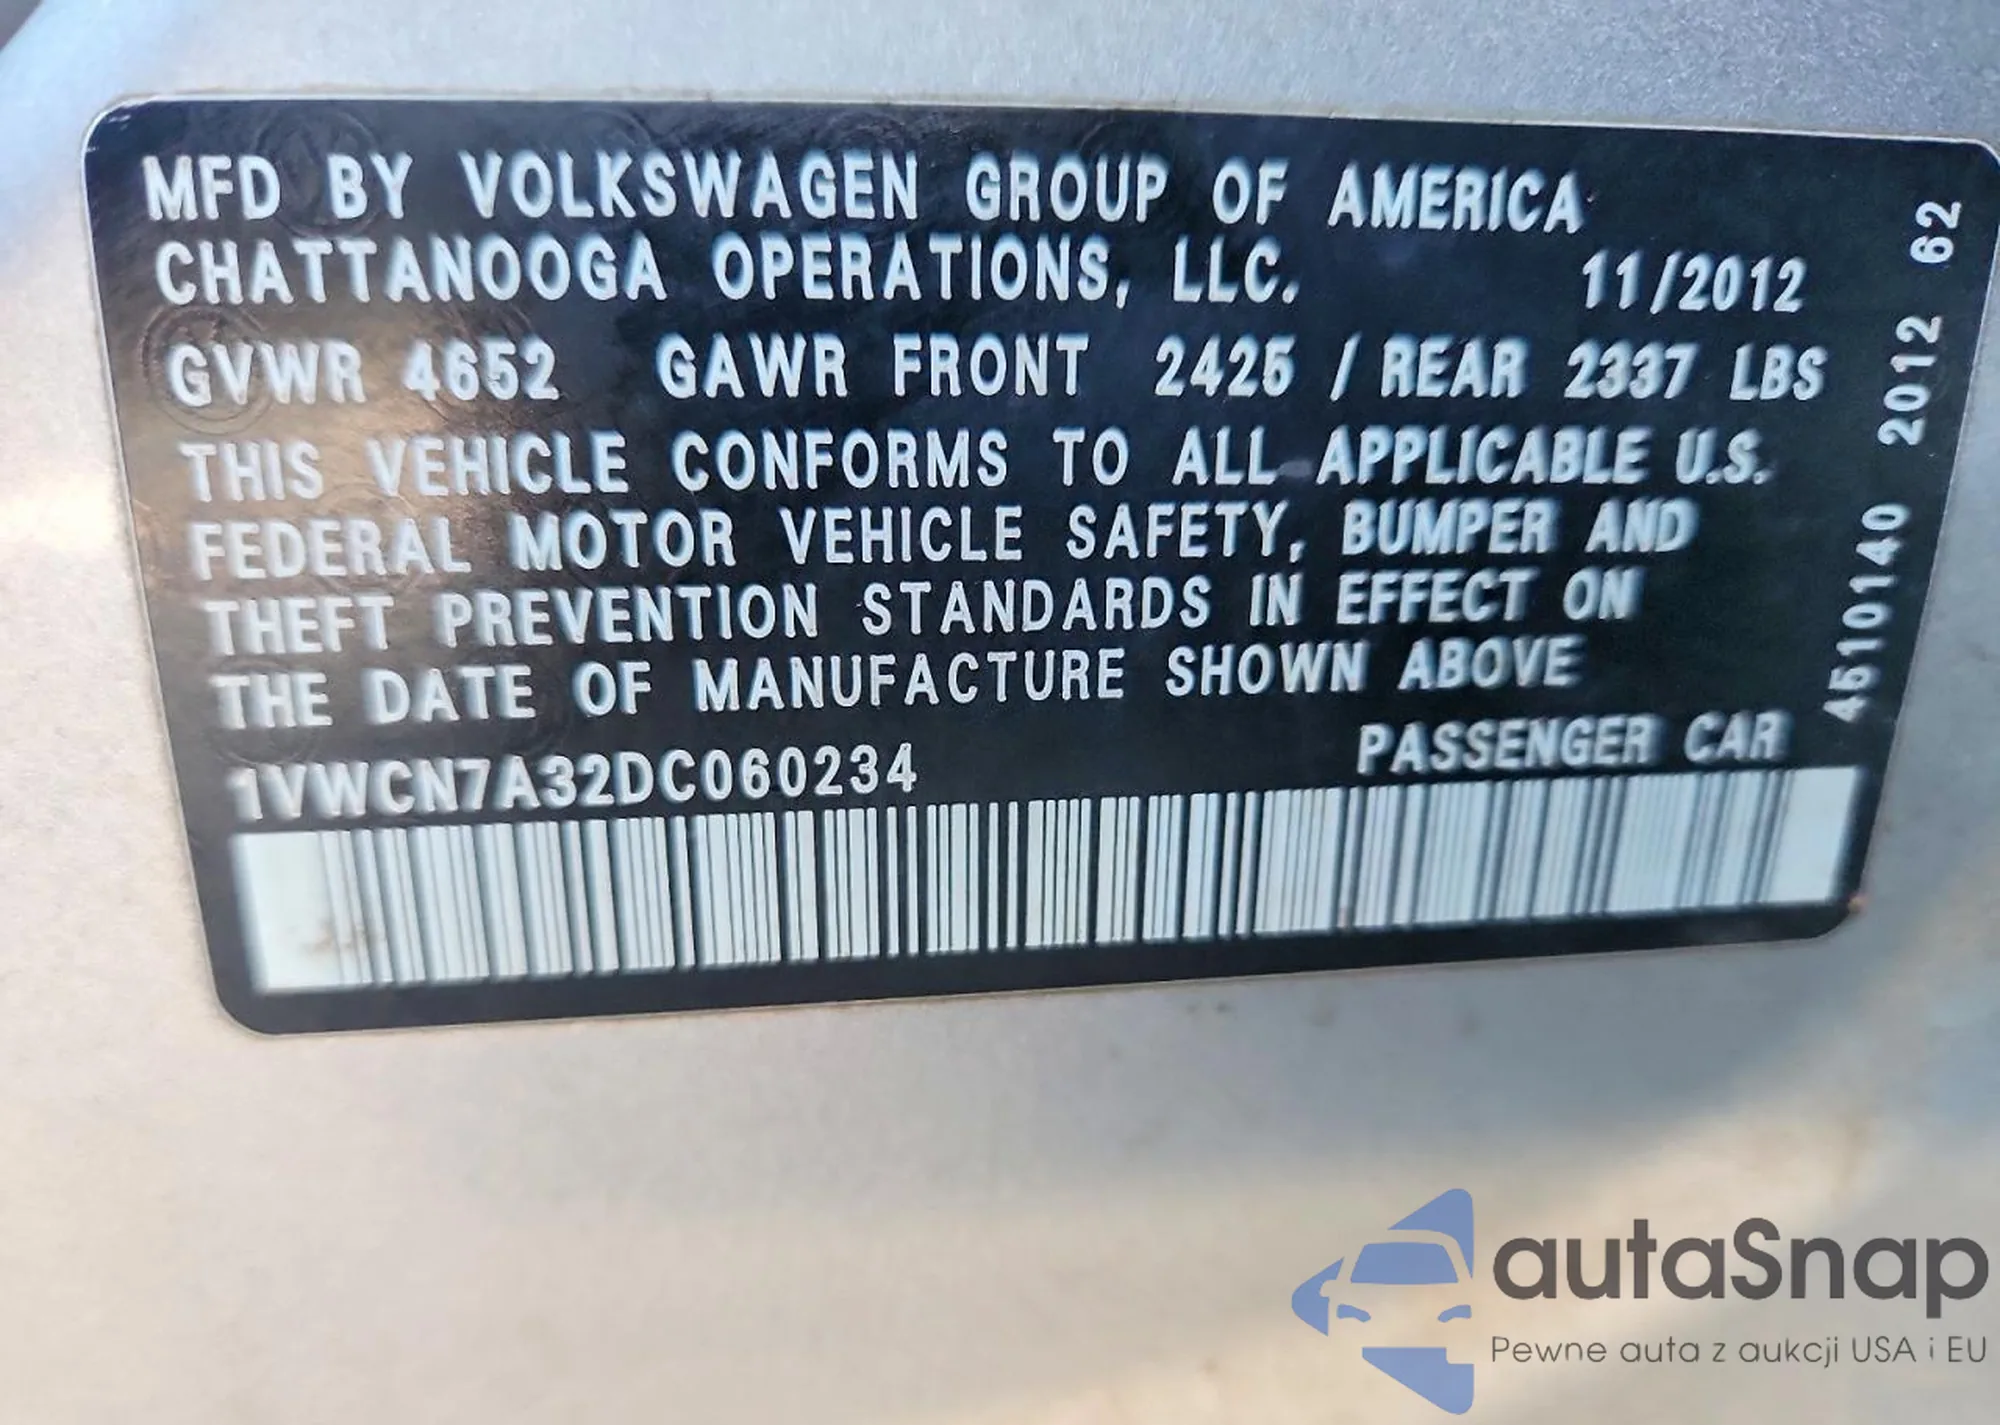 MFD BY VOLKSWAGEN GROUP OF AMERICA
CHATTANOOGA OPERATIONS, LLC. 11/2012
GVWR 4652 GAWR FRONT 2425 / REAR 2337 LBS
THIS VEHICLE CONFORMS TO ALL APPLICABLE U.S.
FEDERAL MOTOR VEHICLE SAFETY, BUMPER AND
THEFT PREVENTION STANDARDS IN EFFECT ON
THE DATE OF MANUFACTURE SHOWN ABOVE
1VWCN7A32DC060234 PASSENGER CAR
4510140 2012 62
autaSnap
Pewne auta z aukcji USA i EU